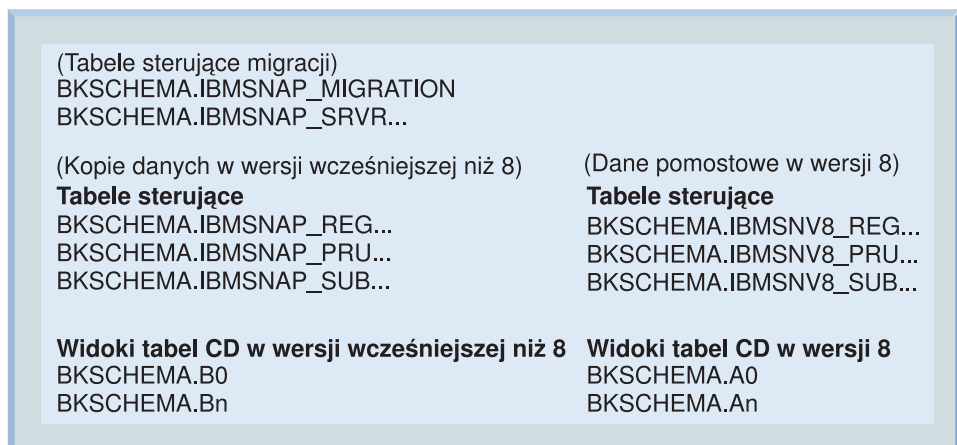 (Tabele sterujące migracji)
BKSCHEMA.IBMSNAP_MIGRATION
BKSCHEMA.IBMSNAP_SRVR...
(Kopie danych w wersji wcześniejszej niż 8)
Tabele sterujące
BKSCHEMA.IBMSNAP_REG...
BKSCHEMA.IBMSNAP_PRU...
BKSCHEMA.IBMSNAP_SUB...
(Dane pomostowe w wersji 8)
Tabele sterujące
BKSCHEMA.IBMSNV8_REG...
BKSCHEMA.IBMSNV8_PRU...
BKSCHEMA.IBMSNV8_SUB...
Widoki tabel CD w wersji wcześniejszej niż 8
BKSCHEMA.B0
BKSCHEMA.Bn
Widoki tabel CD w wersji 8
BKSCHEMA.A0
BKSCHEMA.An